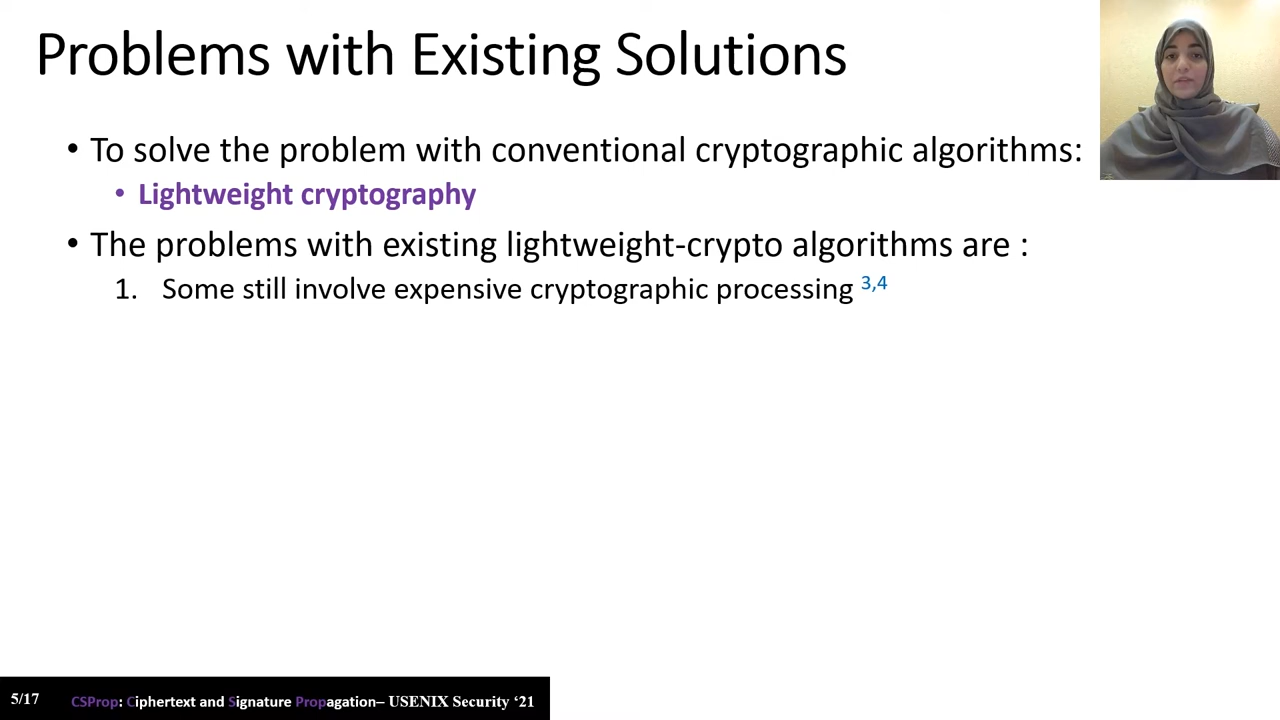 Problems with Existing Solutions
• To solve the problem with conventional cryptographic algorithms:
• Lightweight cryptography
• The problems with existing lightweight-crypto algorithms are :
1. Some still involve expensive cryptographic processing 3,4
5/17 CSProp: Ciphertext and Signature Propagation– USENIX Security ‘21